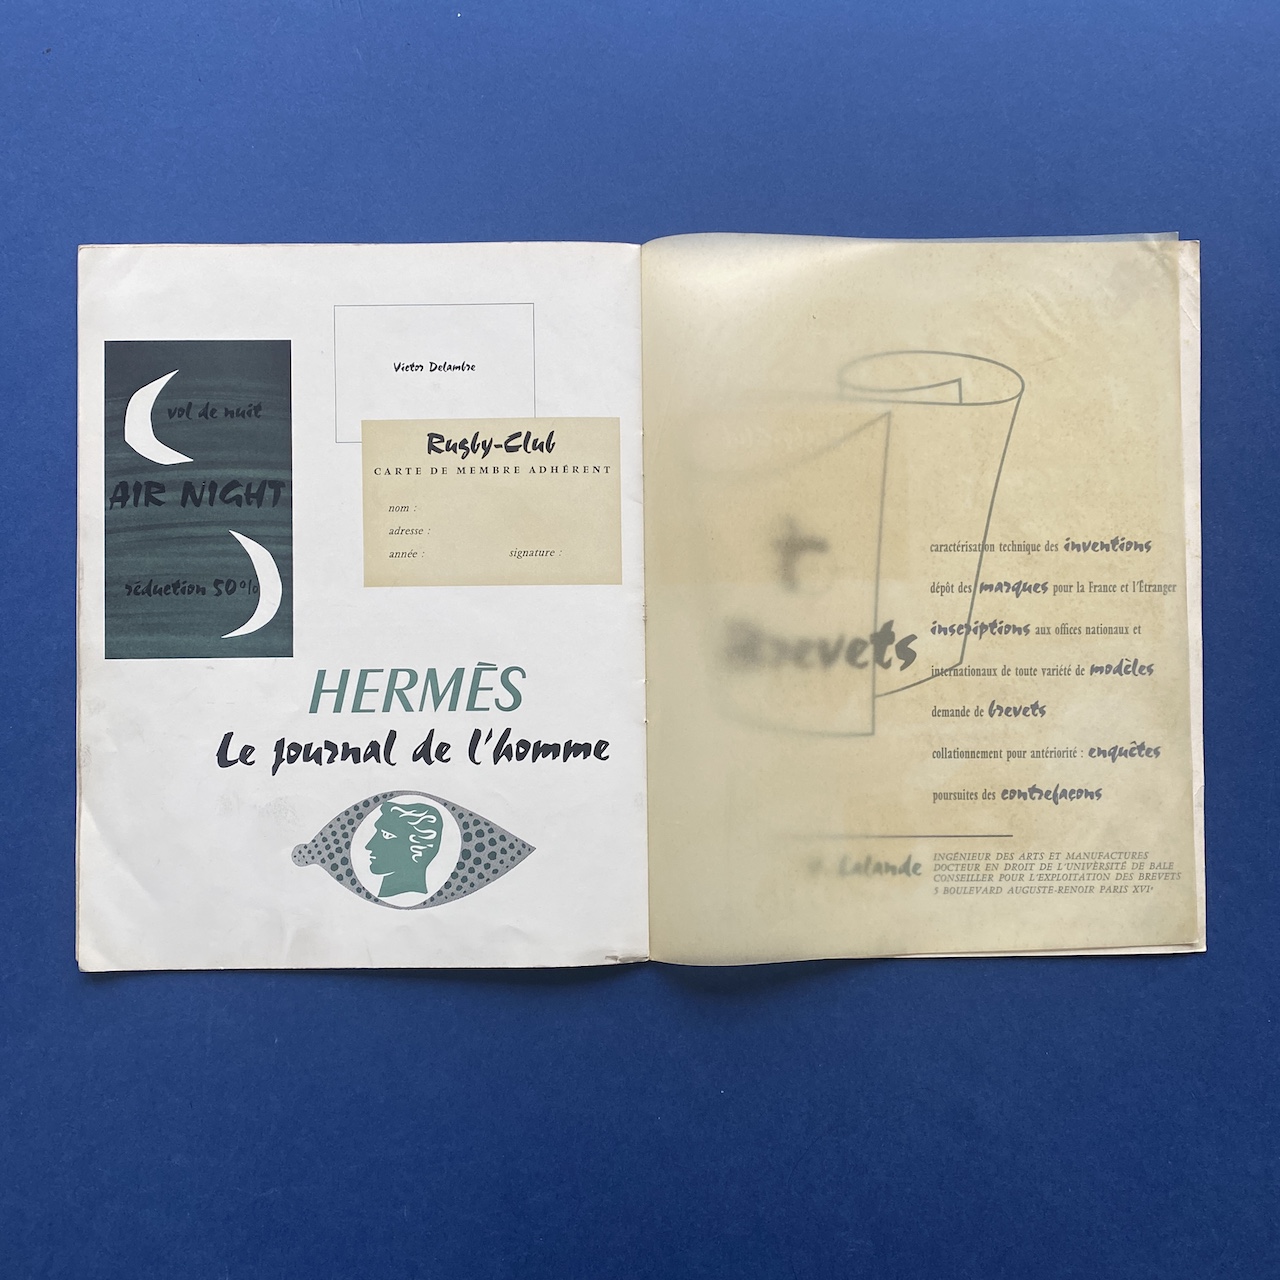 Victor Delambre
vol de nuit
AIR NIGHT
réduction 50%
Rugby-Club
CARTE DE MEMBRE ADHÉRENT
nom :
adresse :
année :
signature :
HERMÈS
Le journal de l'homme
+
Brevets
caractérisation technique des inventions
dépôt des marques pour la France et l'Étranger
inscriptions aux offices nationaux et
internationaux de toute variété de modèles
demande de brevets
collationnement pour antériorité : enquêtes
poursuites des contrefaçons
Lalande
INGÉNIEUR DES ARTS ET MANUFACTURES
DOCTEUR EN DROIT DE L'UNIVÈRSITÉ DE BALE
CONSEILLER POUR L'EXPLOITATION DES BREVETS
5 BOULEVARD AUGUSTE-RENOIR PARIS XVIᵉ